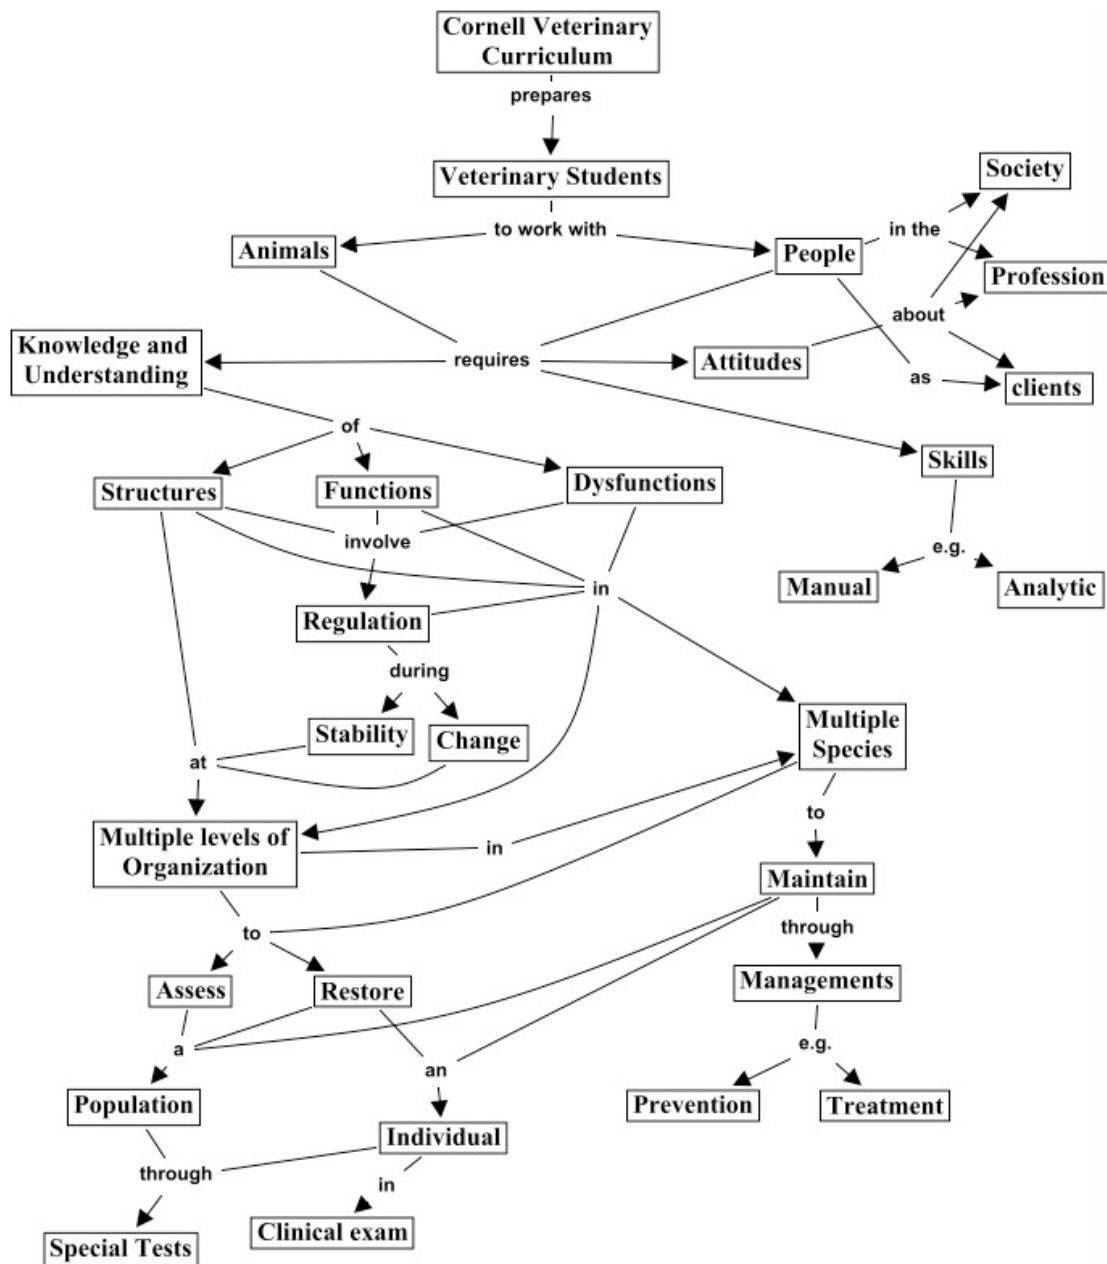 Cornell Veterinary
Curriculum
prepares
Veterinary Students
Society
to work with
in the
Animals
People
Profession
about
Knowledge and
Understanding
requires
Attitudes
as
clients
of
Skills
Structures
Functions
Dysfunctions
involve
e.g.
Manual
Analytic
in
Regulation
during
Stability
Change
Multiple
Species
at
to
Multiple levels of
Organization
in
Maintain
to
through
Assess
Restore
Managements
a
e.g.
an
Population
Prevention
Treatment
Individual
through
in
Special Tests
Clinical exam